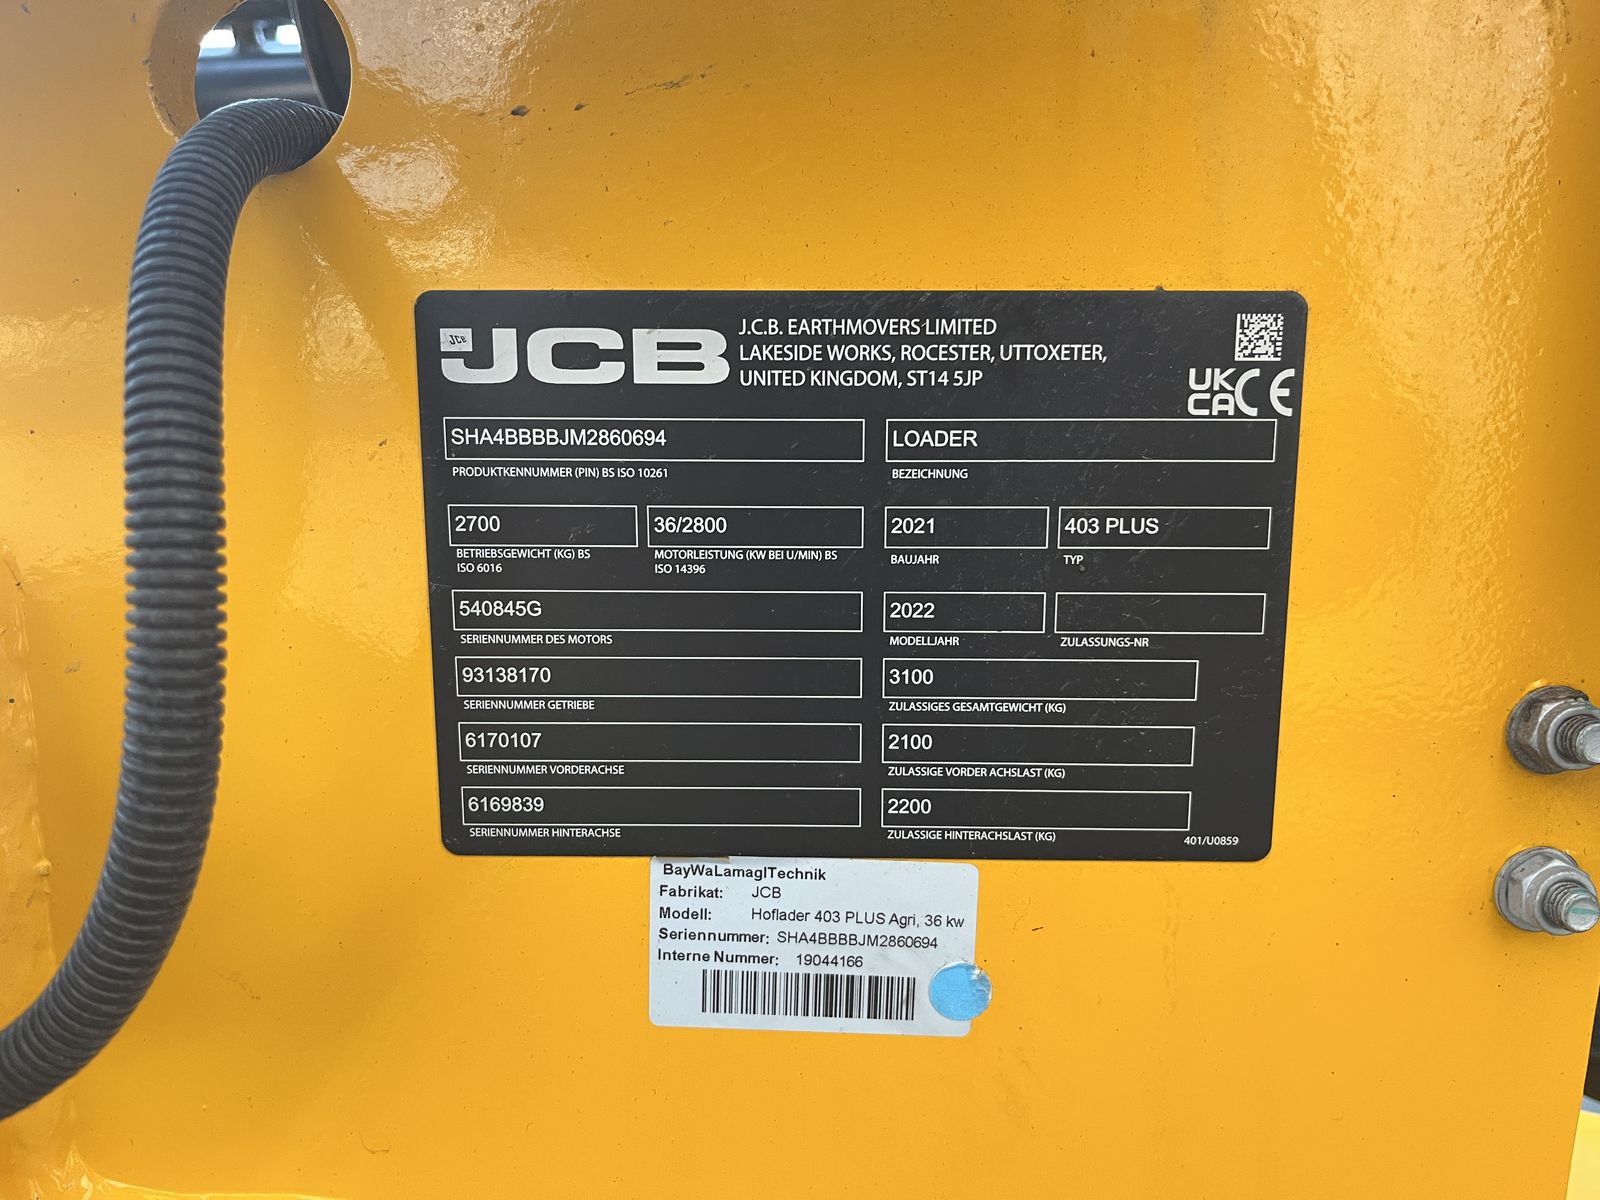 JCB JCB
J.C.B. EARTHMOVERS LIMITED
LAKESIDE WORKS, ROCESTER, UTTOXETER,
UNITED KINGDOM, ST14 5JP
UK
CA CE
SHA4BBBBJM2860694
PRODUKTKENNUMMER (PIN) BS ISO 10261
LOADER
BEZEICHNUNG
2700
BETRIEBSGEWICHT (KG) BS
ISO 6016
36/2800
MOTORLEISTUNG (KW BEI U/MIN) BS
ISO 14396
2021
BAUJAHR
403 PLUS
TYP
540845G
SERIENNUMMER DES MOTORS
2022
MODELLJAHR
ZULASSUNGS-NR
93138170
SERIENNUMMER GETRIEBE
3100
ZULASSIGES GESAMTGEWICHT (KG)
6170107
SERIENNUMMER VORDERACHSE
2100
ZULASSIGE VORDER ACHSLAST (KG)
6169839
SERIENNUMMER HINTERACHSE
2200
ZULASSIGE HINTERACHSLAST (KG)
401/U0859
BayWaLamaglTechnik
Fabrikat: JCB
Modell: Hoflader 403 PLUS Agri, 36 kw
Seriennummer: SHA4BBBBJM2860694
Interne Nummer: 19044166